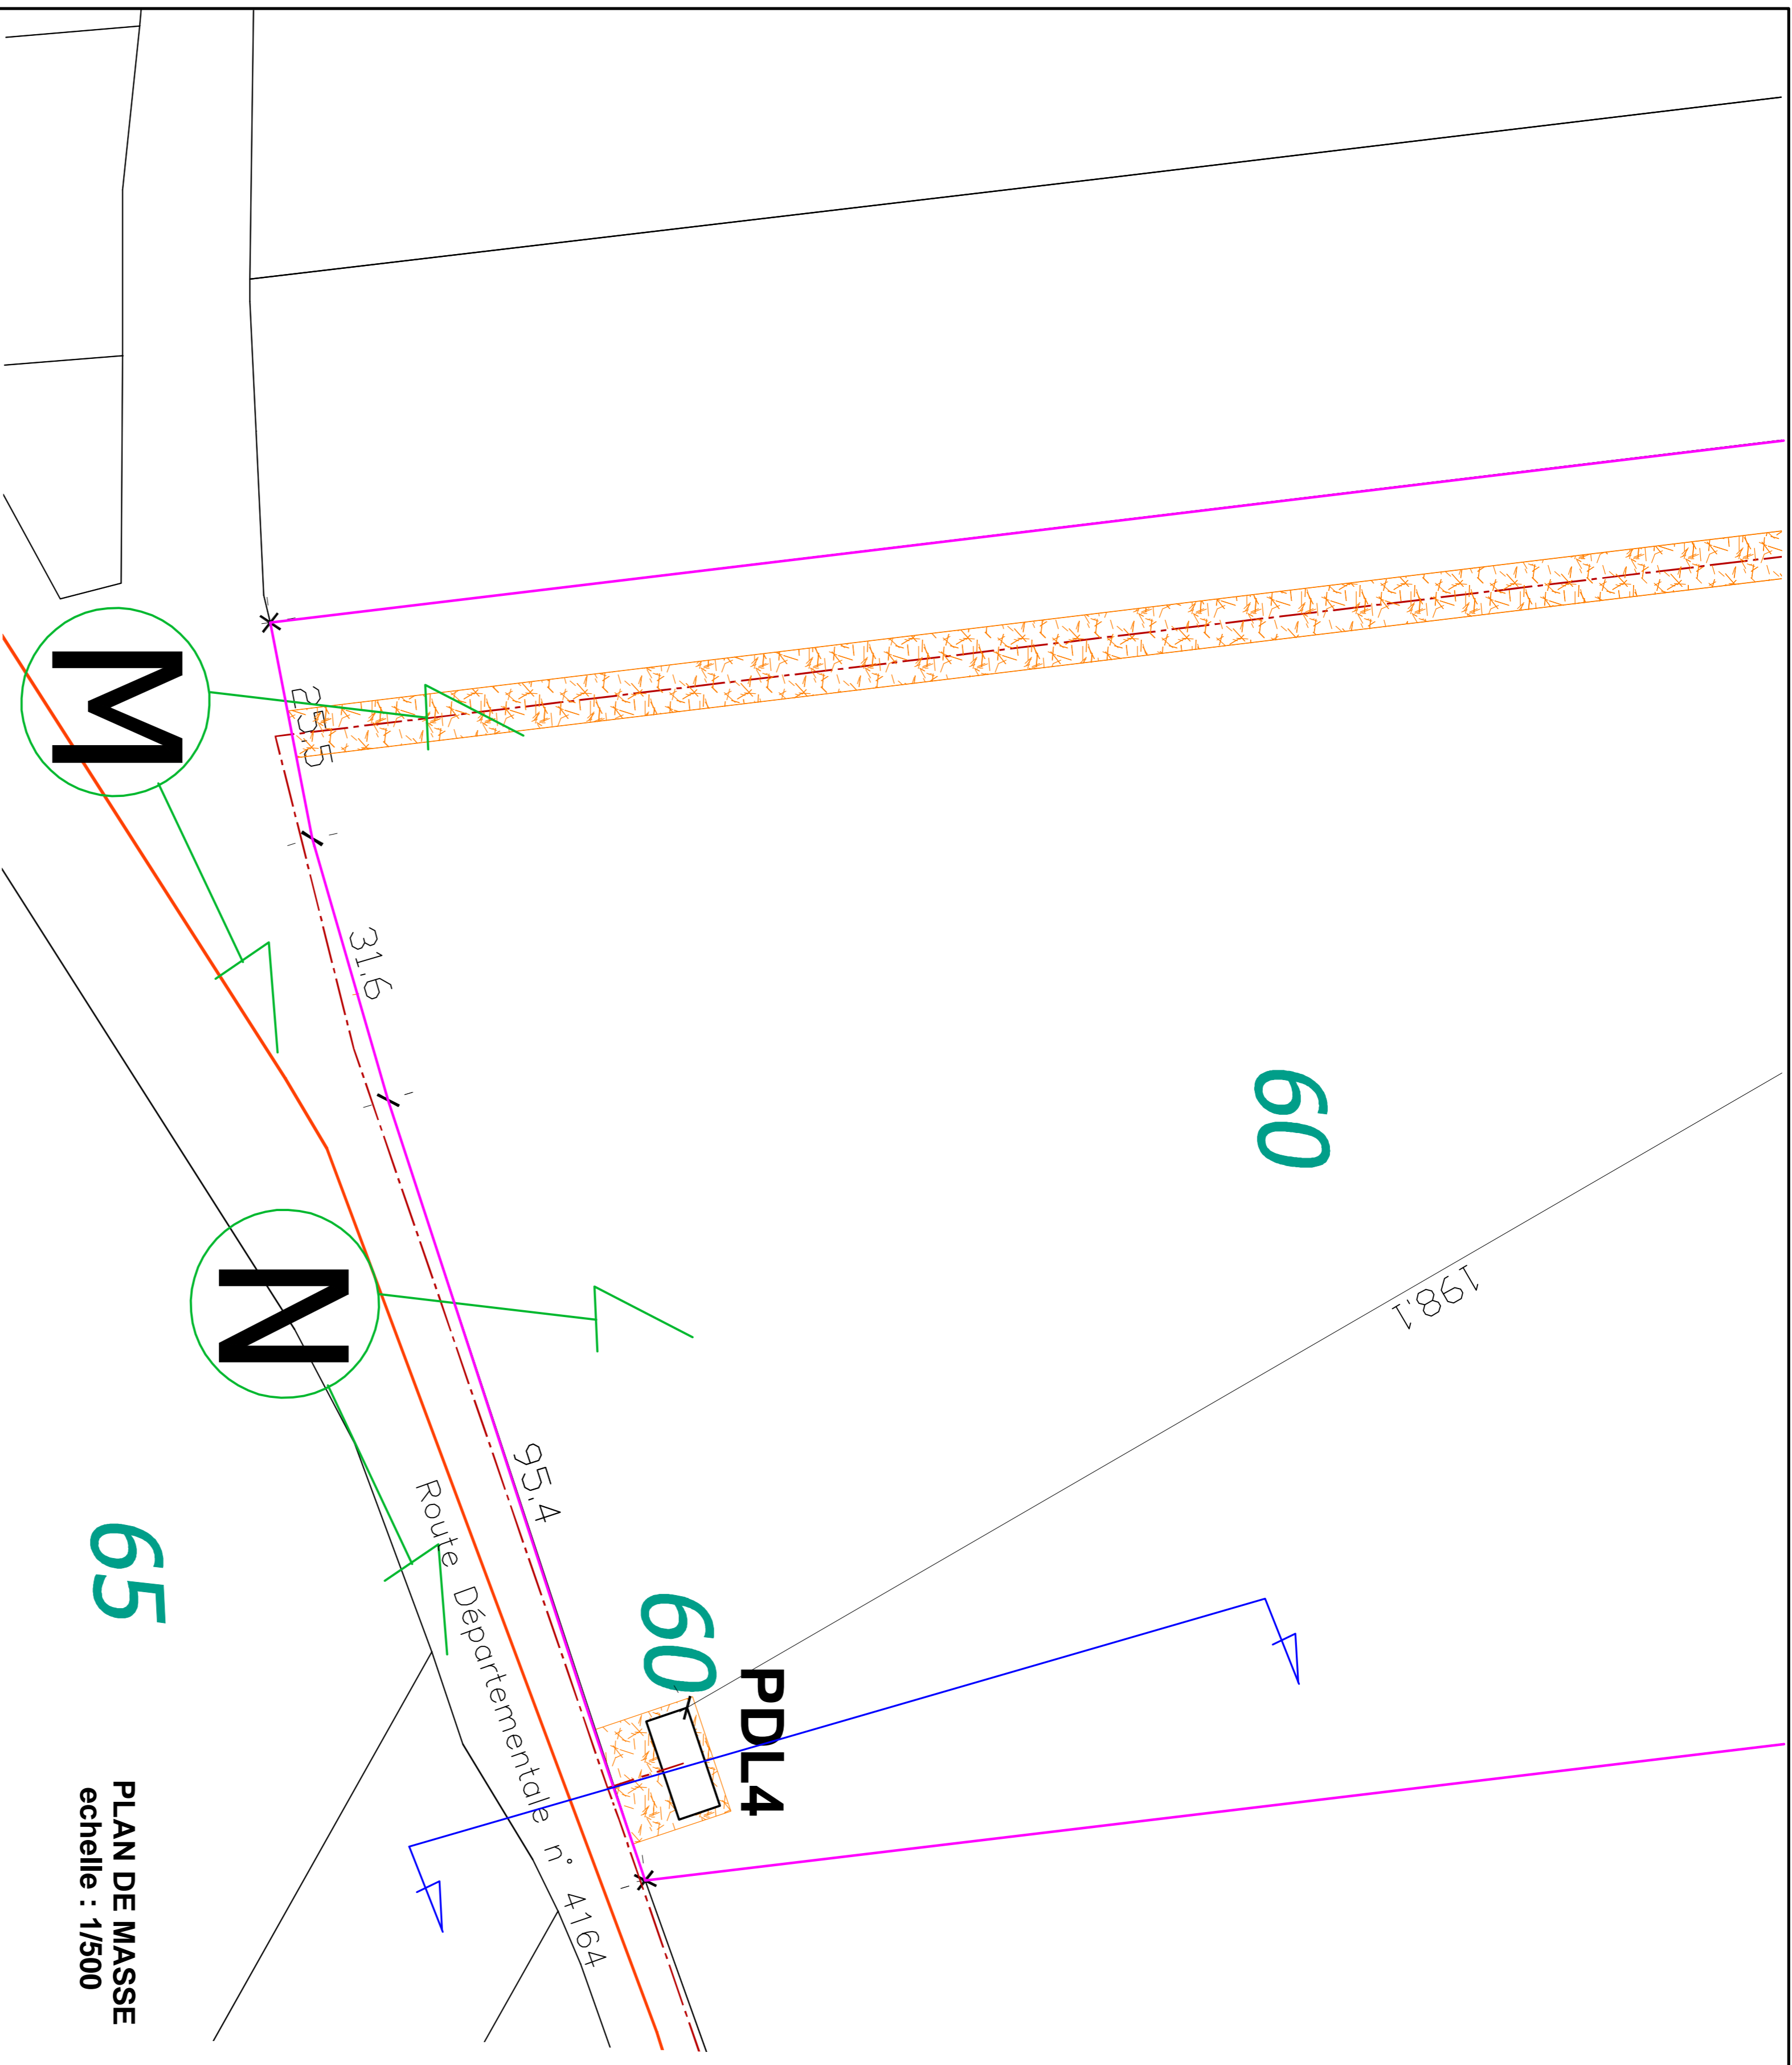 198,1
60
PDL4
60
95,4
31,6
25,5
Route Départementale n° 4164
N
M
65
PLAN DE MASSE
echelle : 1/500